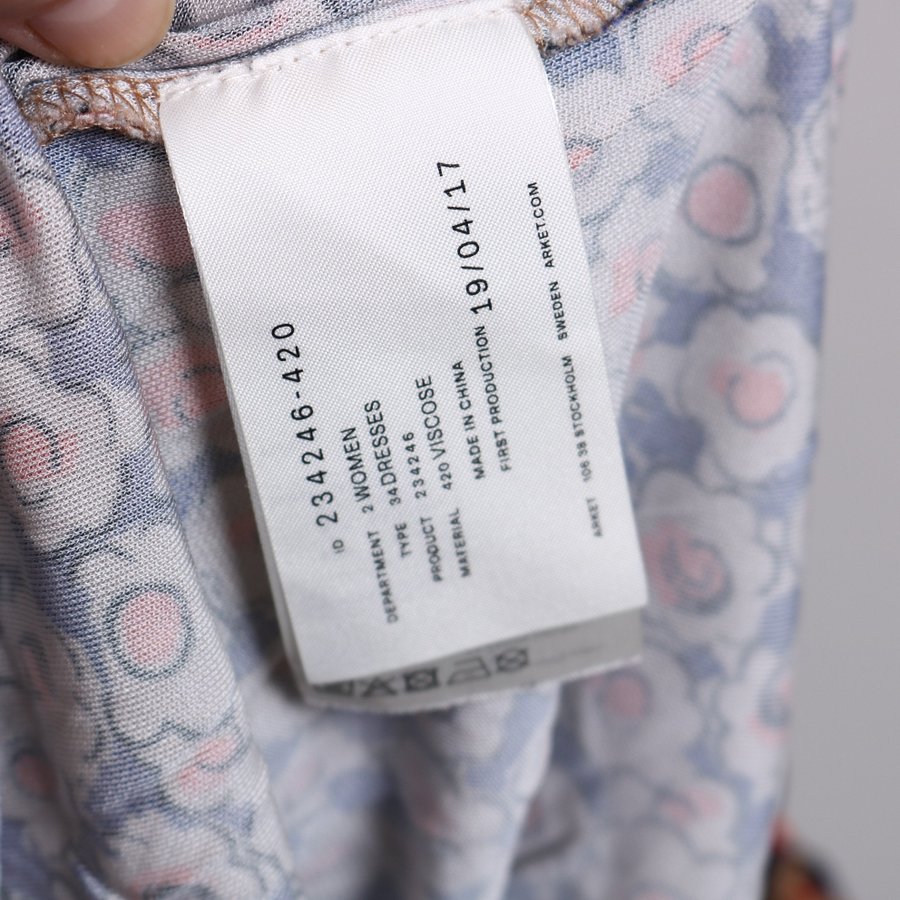 ID 234246-420
DEPARTMENT 2 WOMEN
TYPE 34 DRESSES
PRODUCT 234246
MATERIAL 420 VISCOSE
MADE IN CHINA
FIRST PRODUCTION 19/04/17
ARKET 106 38 STOCKHOLM SWEDEN ARKET.COM